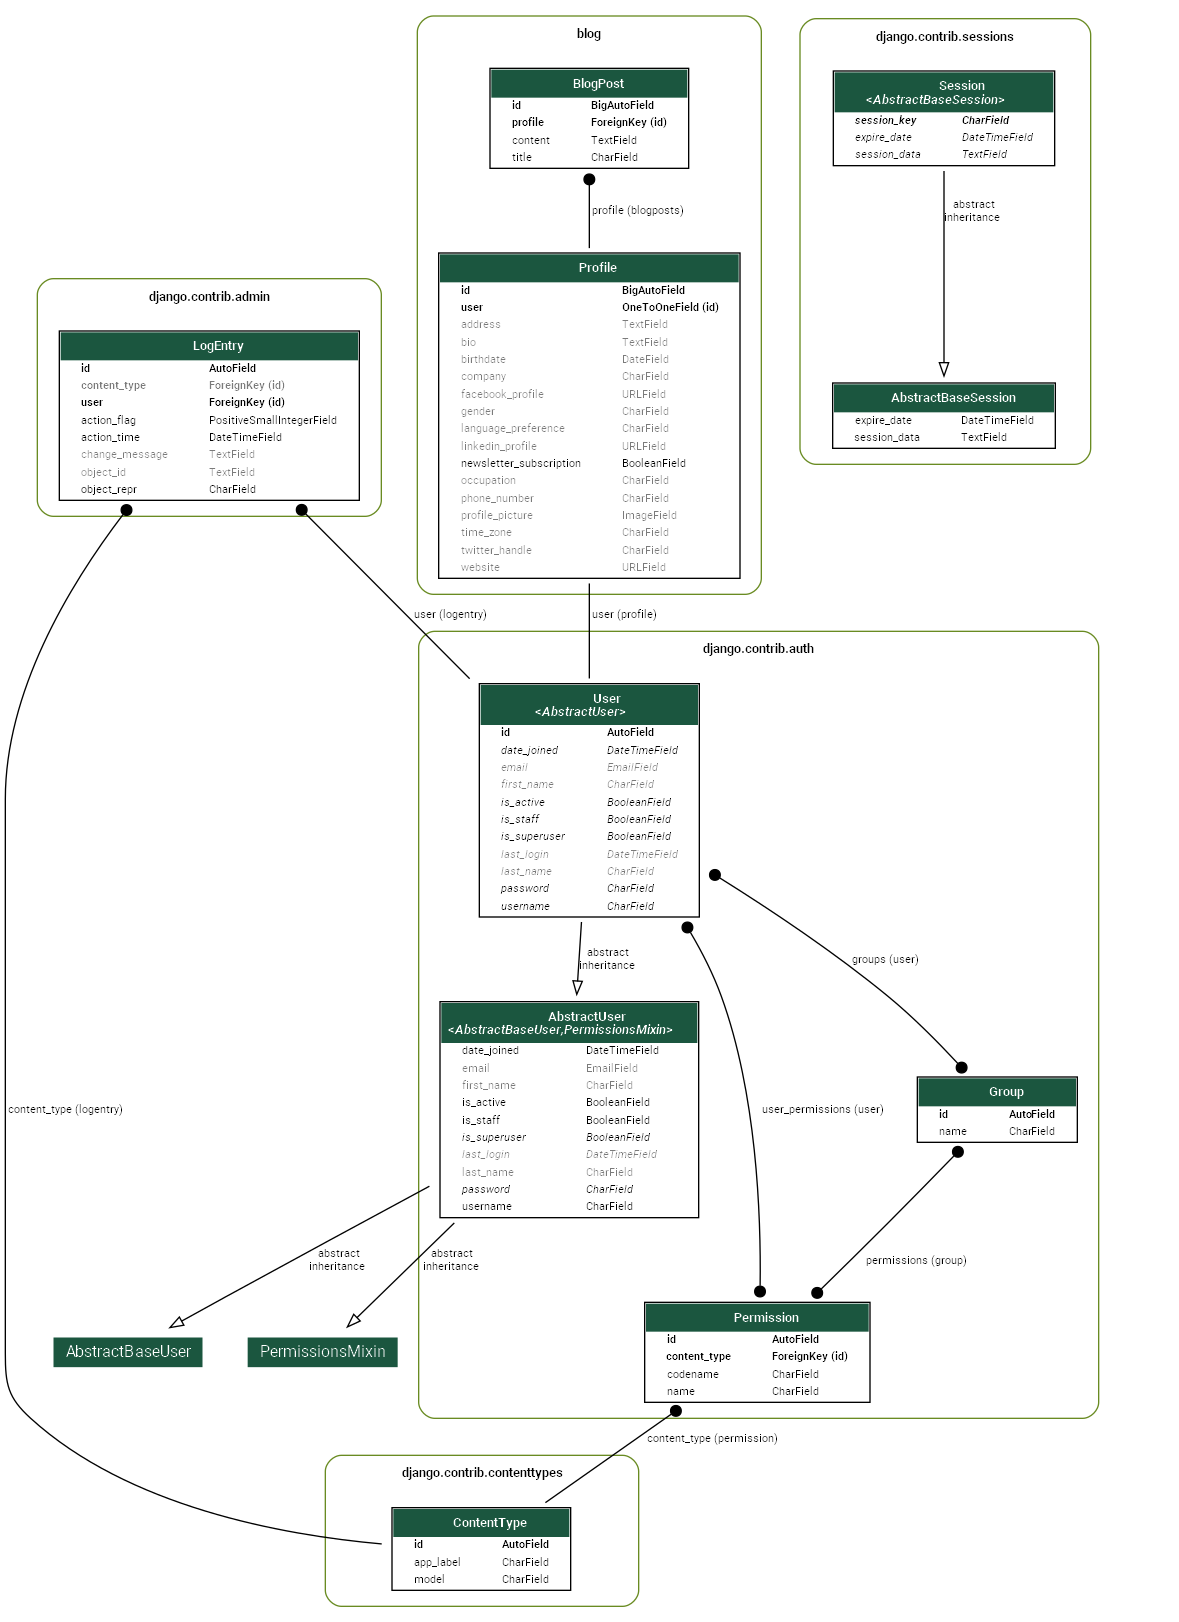 blog
BlogPost
id BigAutoField
profile ForeignKey (id)
content TextField
title CharField
profile (blogposts)
Profile
id BigAutoField
user OneToOneField (id)
address TextField
bio TextField
birthdate DateField
company CharField
facebook_profile URLField
gender CharField
language_preference CharField
linkedin_profile URLField
newsletter_subscription BooleanField
occupation CharField
phone_number CharField
profile_picture ImageField
time_zone CharField
twitter_handle CharField
website URLField
django.contrib.sessions
Session
<AbstractBaseSession>
session_key CharField
expire_date DateTimeField
session_data TextField
abstract
inheritance
AbstractBaseSession
expire_date DateTimeField
session_data TextField
django.contrib.admin
LogEntry
id AutoField
content_type ForeignKey (id)
user ForeignKey (id)
action_flag PositiveSmallIntegerField
action_time DateTimeField
change_message TextField
object_id TextField
object_repr CharField
user (logentry)
user (profile)
django.contrib.auth
User
<AbstractUser>
id AutoField
date_joined DateTimeField
email EmailField
first_name CharField
is_active BooleanField
is_staff BooleanField
is_superuser BooleanField
last_login DateTimeField
last_name CharField
password CharField
username CharField
abstract
inheritance
groups (user)
AbstractUser
<AbstractBaseUser,PermissionsMixin>
date_joined DateTimeField
email EmailField
first_name CharField
is_active BooleanField
is_staff BooleanField
is_superuser BooleanField
last_login DateTimeField
last_name CharField
password CharField
username CharField
content_type (logentry)
user_permissions (user)
Group
id AutoField
name CharField
abstract
inheritance
abstract
inheritance
permissions (group)
AbstractBaseUser
PermissionsMixin
Permission
id AutoField
content_type ForeignKey (id)
codename CharField
name CharField
content_type (permission)
django.contrib.contenttypes
ContentType
id AutoField
app_label CharField
model CharField